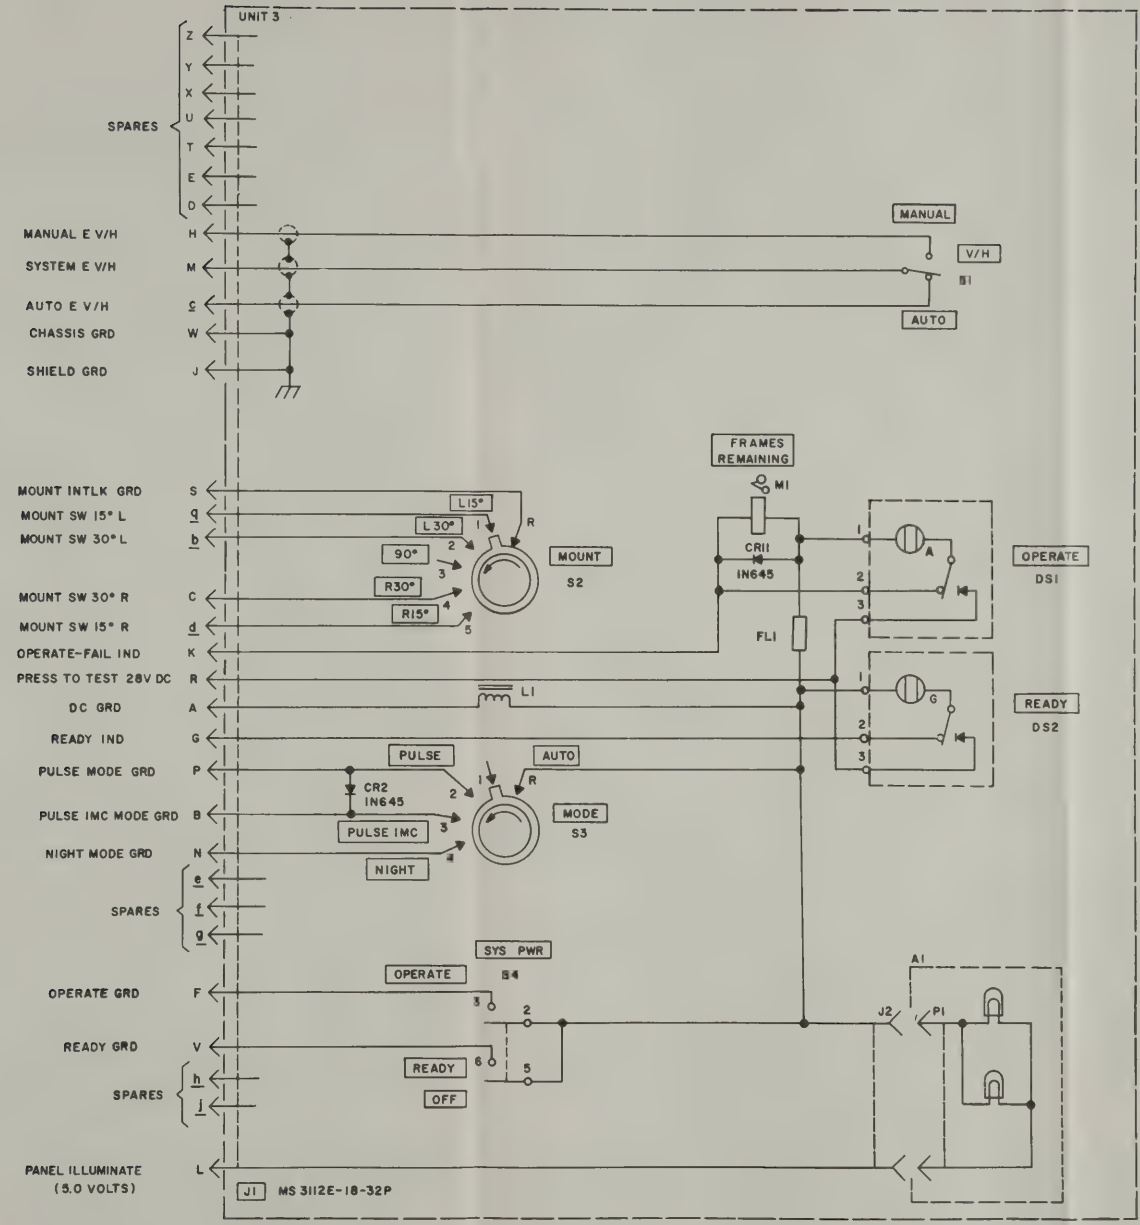 UNIT 3
Z
Y
X
U
SPARES
T
E
D
MANUAL
MANUAL E V/H H
V/H
SYSTEM E V/H M
S1
AUTO E V/H c
AUTO
CHASSIS GRD W
SHIELD GRD J
FRAMES
REMAINING
M1
MOUNT INTLK GRD S
L15°
MOUNT SW 15° L a
1 R
L30°
MOUNT SW 30° L b
2
90°
3
MOUNT
S2
CR11
1N645
1
A
2
3
OPERATE
DS1
R30°
MOUNT SW 30° R C
4
R15°
MOUNT SW 15° R d
5
FL1
OPERATE-FAIL IND K
PRESS TO TEST 28V DC R
L1
DC GRD A
1
G
2
3
READY
DS2
READY IND G
PULSE
AUTO
PULSE MODE GRD P
1 R
CR2
1N645
2
PULSE IMC MODE GRD B
3
MODE
S3
PULSE IMC
NIGHT MODE GRD N
4
NIGHT
e
SPARES f
g
SYS PWR
S4
A1
OPERATE
OPERATE GRD F
3
2
J2 P1
READY GRD V
6
5
READY
h
SPARES
OFF
j
PANEL ILLUMINATE L
(5.0 VOLTS)
J1 MS 3112E-18-32P